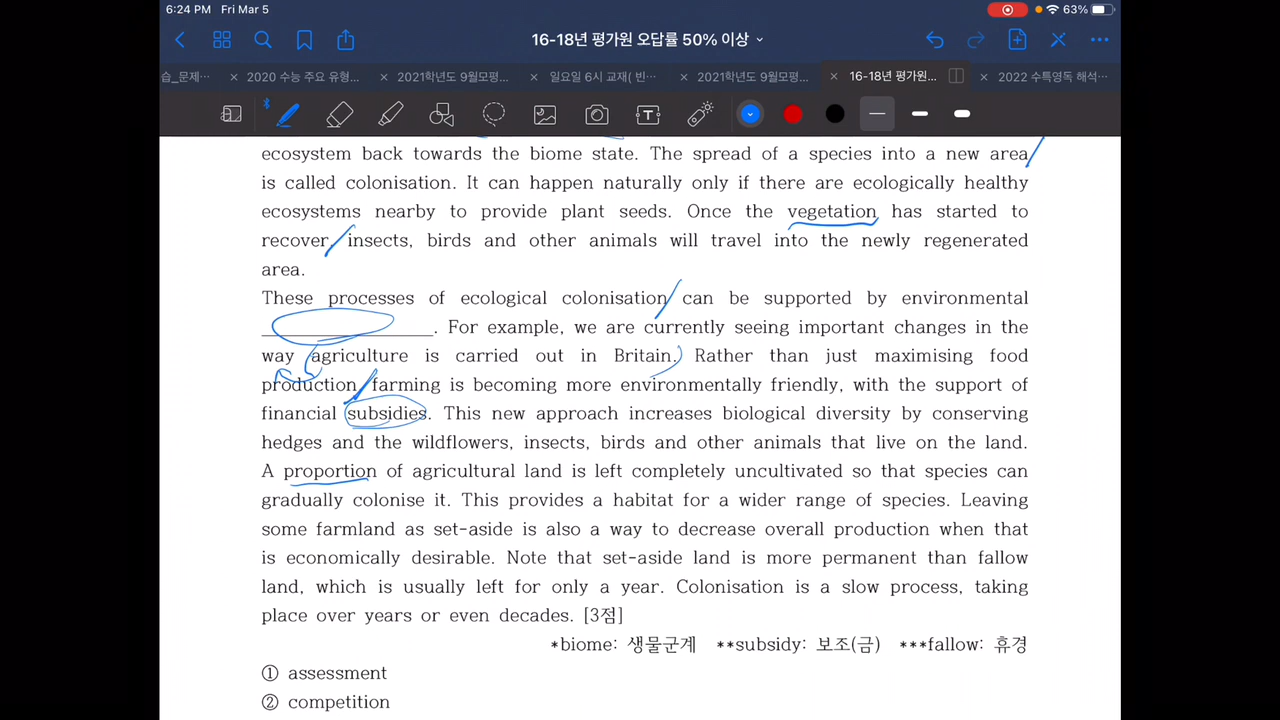 6:24 PM Fri Mar 5 63%
16-18년 평가원 오답률 50% 이상
습_문제… × 2020 수능 주요 유형… × 2021학년도 9월모평… × 일요일 6시 교재( 빈… × 2021학년도 9월모평… × 16-18년 평가원… × 2022 수특영독 해석…
ecosystem back towards the biome state. The spread of a species into a new area
is called colonisation. It can happen naturally only if there are ecologically healthy
ecosystems nearby to provide plant seeds. Once the vegetation has started to
recover, insects, birds and other animals will travel into the newly regenerated
area.
These processes of ecological colonisation can be supported by environmental
_______________. For example, we are currently seeing important changes in the
way agriculture is carried out in Britain. Rather than just maximising food
production, farming is becoming more environmentally friendly, with the support of
financial subsidies. This new approach increases biological diversity by conserving
hedges and the wildflowers, insects, birds and other animals that live on the land.
A proportion of agricultural land is left completely uncultivated so that species can
gradually colonise it. This provides a habitat for a wider range of species. Leaving
some farmland as set-aside is also a way to decrease overall production when that
is economically desirable. Note that set-aside land is more permanent than fallow
land, which is usually left for only a year. Colonisation is a slow process, taking
place over years or even decades. [3점]
*biome: 생물군계 **subsidy: 보조(금) ***fallow: 휴경
① assessment
② competition